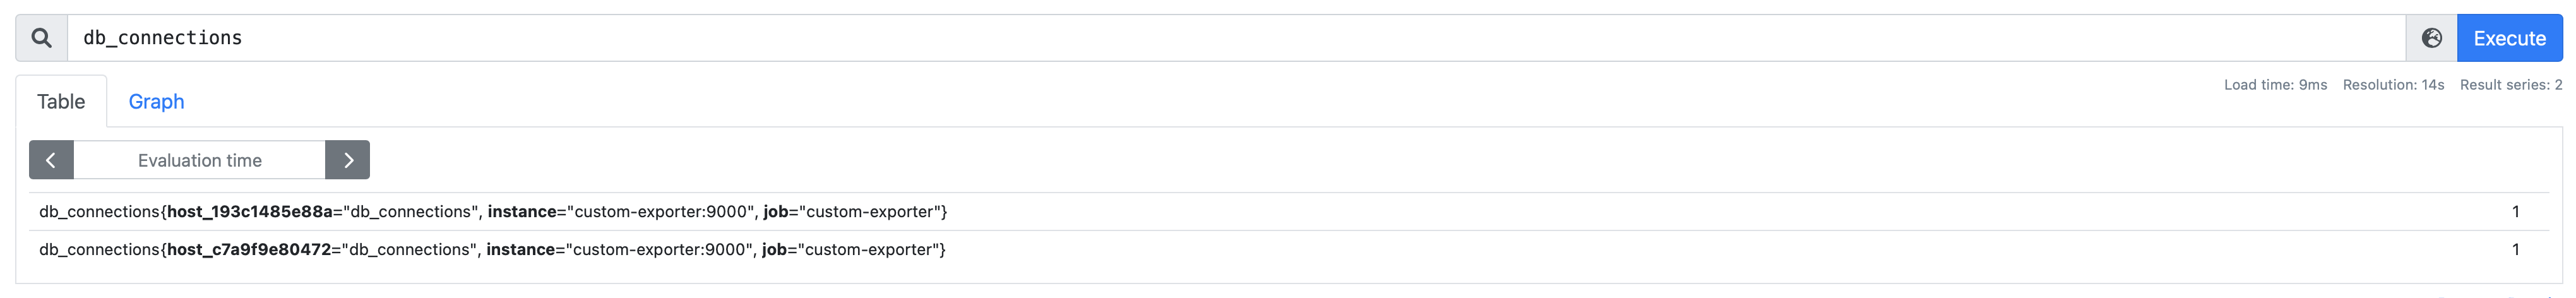 db_connections
Execute
Table
Graph
Load time: 9ms Resolution: 14s Result series: 2
Evaluation time
db_connections{host_193c1485e88a="db_connections", instance="custom-exporter:9000", job="custom-exporter"} 1
db_connections{host_c7a9f9e80472="db_connections", instance="custom-exporter:9000", job="custom-exporter"} 1